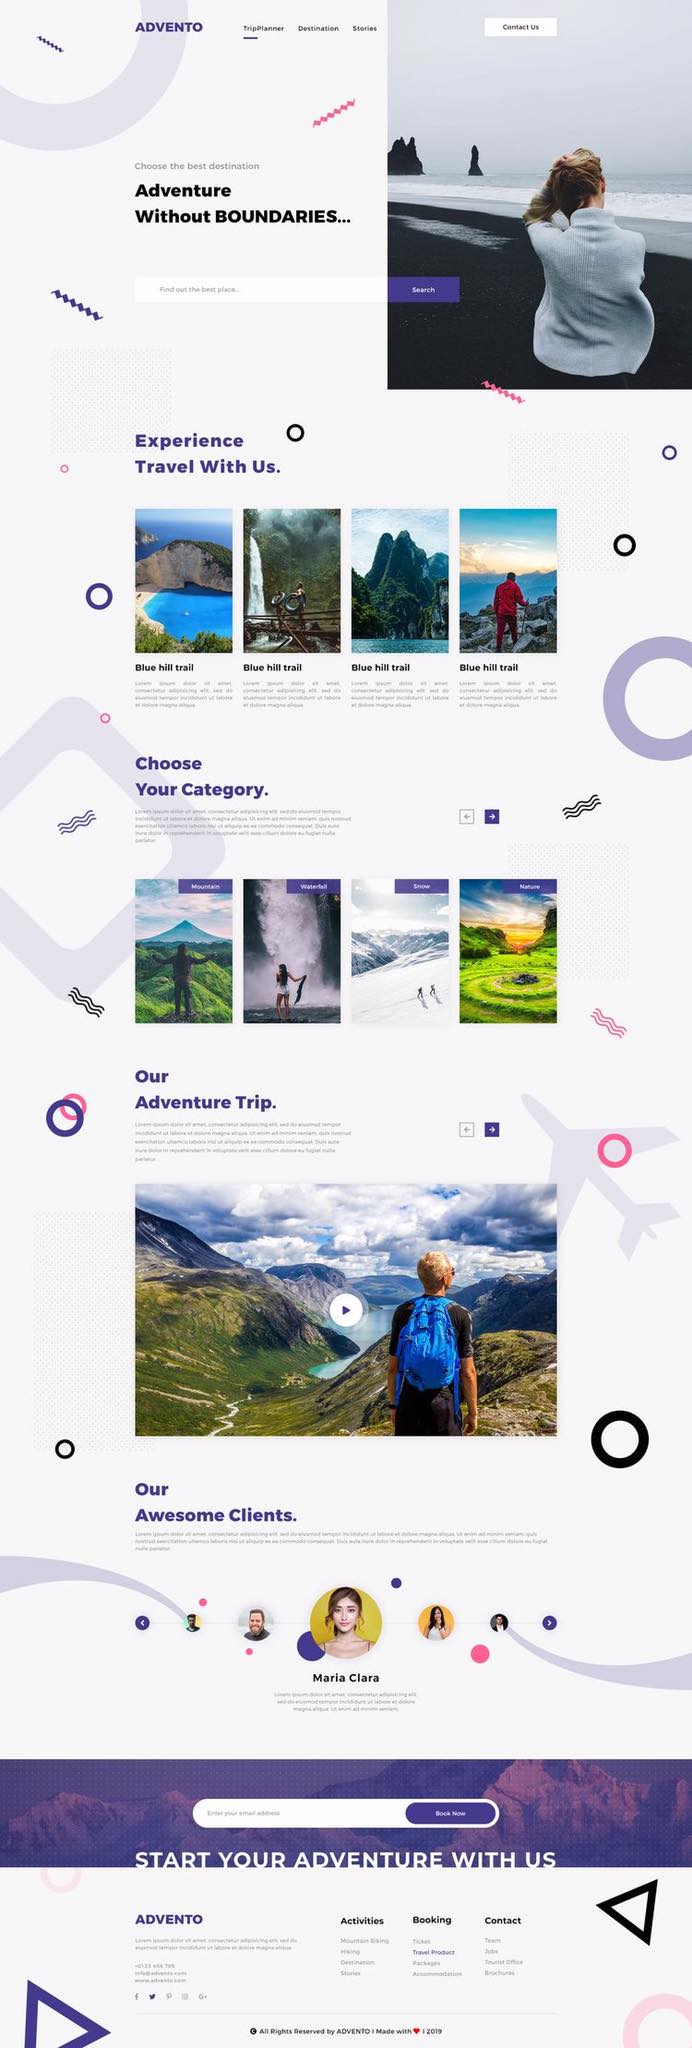 ADVENTO
TripPlanner
Destination
Stories
Contact Us
Choose the best destination
Adventure
Without BOUNDARIES...
Find out the best place...
Search
Experience
Travel With Us.
Blue hill trail
Lorem ipsum dolor sit amet,
consectetur adipisicing elit, sed do
eiusmod tempor incididunt ut labore
et dolore magna aliqua.
Blue hill trail
Lorem ipsum dolor sit amet,
consectetur adipisicing elit, sed do
eiusmod tempor incididunt ut labore
et dolore magna aliqua.
Blue hill trail
Lorem ipsum dolor sit amet,
consectetur adipisicing elit, sed do
eiusmod tempor incididunt ut labore
et dolore magna aliqua.
Blue hill trail
Lorem ipsum dolor sit amet,
consectetur adipisicing elit, sed do
eiusmod tempor incididunt ut labore
et dolore magna aliqua.
Choose
Your Category.
Lorem ipsum dolor sit amet, consectetur adipisicing elit, sed do eiusmod tempor
incididunt ut labore et dolore magna aliqua. Ut enim ad minim veniam, quis nostrud
exercitation ullamco laboris nisi ut aliquip ex ea commodo consequat. Duis aute
irure dolor in reprehenderit in voluptate velit esse cillum dolore eu fugiat nulla
pariatur.
Mountain
Waterfall
Snow
Nature
Our
Adventure Trip.
Lorem ipsum dolor sit amet, consectetur adipisicing elit, sed do eiusmod tempor
incididunt ut labore et dolore magna aliqua. Ut enim ad minim veniam, quis nostrud
exercitation ullamco laboris nisi ut aliquip ex ea commodo consequat. Duis aute
irure dolor in reprehenderit in voluptate velit esse cillum dolore eu fugiat nulla
pariatur.
Our
Awesome Clients.
Lorem ipsum dolor sit amet, consectetur adipisicing elit, sed do eiusmod tempor incididunt ut labore et dolore magna aliqua. Ut enim ad minim veniam, quis
nostrud exercitation ullamco laboris nisi ut aliquip ex ea commodo consequat. Duis aute irure dolor in reprehenderit in voluptate velit esse cillum dolore eu fugiat
nulla pariatur.
Maria Clara
Lorem ipsum dolor sit amet, consectetur adipisicing elit,
sed do eiusmod tempor incididunt ut labore et dolore
magna aliqua. Ut enim ad minim veniam,
Enter your email address
Book Now
START YOUR ADVENTURE WITH US
ADVENTO
Lorem ipsum dolor sit amet, consectetur adipisicing elit, sed do
eiusmod tempor incididunt ut labore et dolore magna aliqua.
+0123 456 789
info@advento.com
www.advento.com
Activities
Mountain Biking
Hiking
Destination
Stories
Booking
Ticket
Travel Product
Packages
Accommodation
Contact
Team
Jobs
Tourist Office
Brochures
All Rights Reserved by ADVENTO I Made with ❤ I 2019